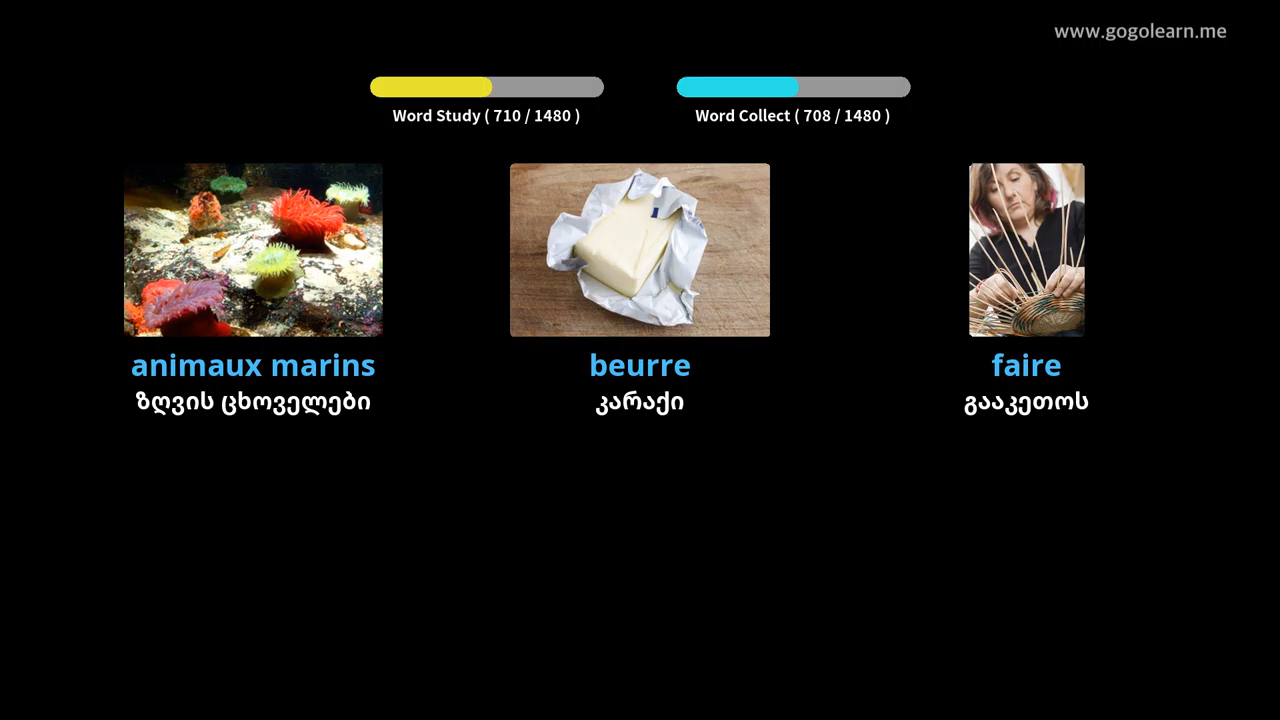 www.gogolearn.me
Word Study ( 710 / 1480 )
Word Collect ( 708 / 1480 )
animaux marins
ზღვის ცხოველები
beurre
კარაქი
faire
გააკეთოს